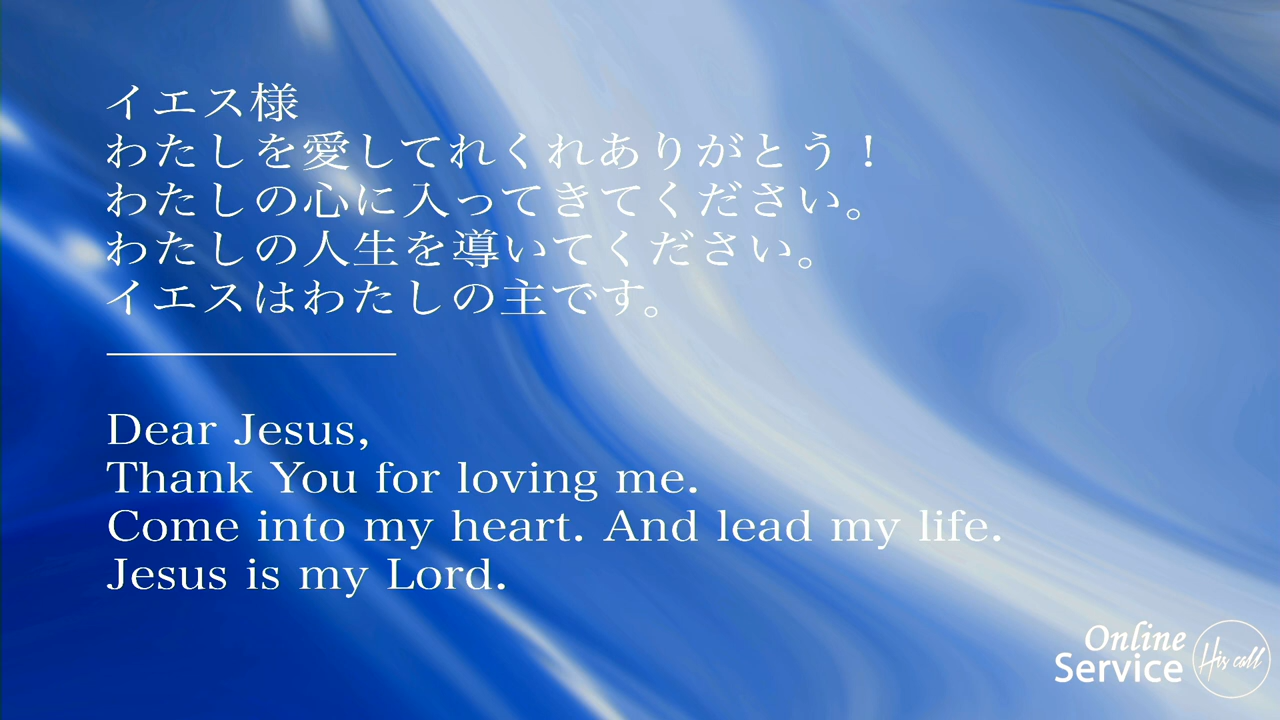 イエス様
わたしを愛してれくれありがとう！
わたしの心に入ってきてください。
わたしの人生を導いてください。
イエスはわたしの主です。
Dear Jesus,
Thank You for loving me.
Come into my heart. And lead my life.
Jesus is my Lord.
Online
Service
His call